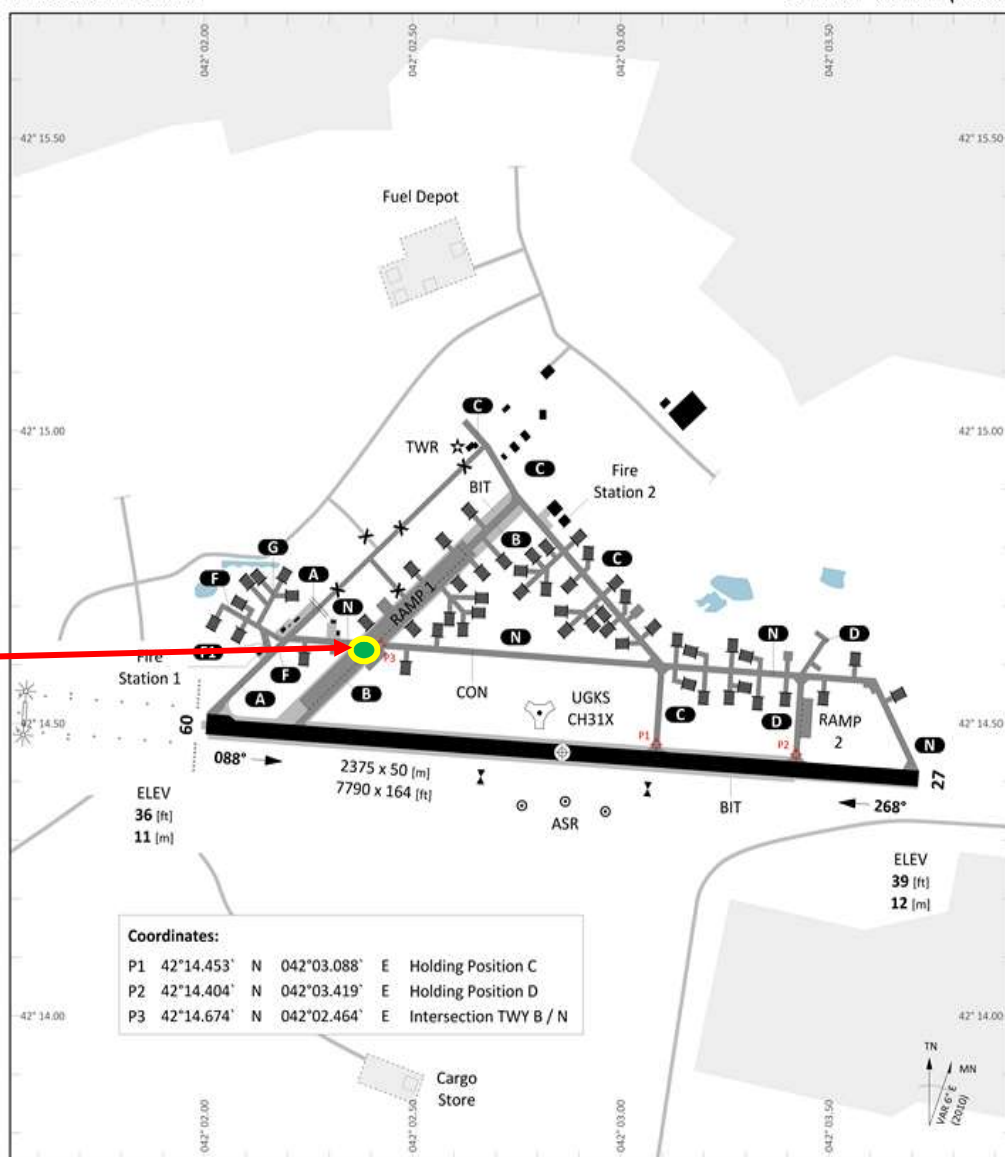 042° 02.00
042° 02.50
042° 03.00
042° 03.50
42° 15.50
42° 15.50
Fuel Depot
42° 15.00
42° 15.00
C
TWR
C
BIT
Fire
Station 2
B
G
A
C
F
N
RAMP 1
N
N
D
F1
P3
Fire
Station 1
F
A
B
CON
UGKS
CH31X
C
D
RAMP
2
42° 14.50
42° 14.50
P1
P2
N
09
27
088°
2375 x 50 [m]
7790 x 164 [ft]
268°
BIT
ASR
ELEV
36 [ft]
11 [m]
ELEV
39 [ft]
12 [m]
Coordinates:
P1 42°14.453` N 042°03.088` E Holding Position C
P2 42°14.404` N 042°03.419` E Holding Position D
P3 42°14.674` N 042°02.464` E Intersection TWY B / N
42° 14.00
42° 14.00
Cargo
Store
TN
MN
VAR 6° E
(2010)
042° 02.00
042° 02.50
042° 03.00
042° 03.50